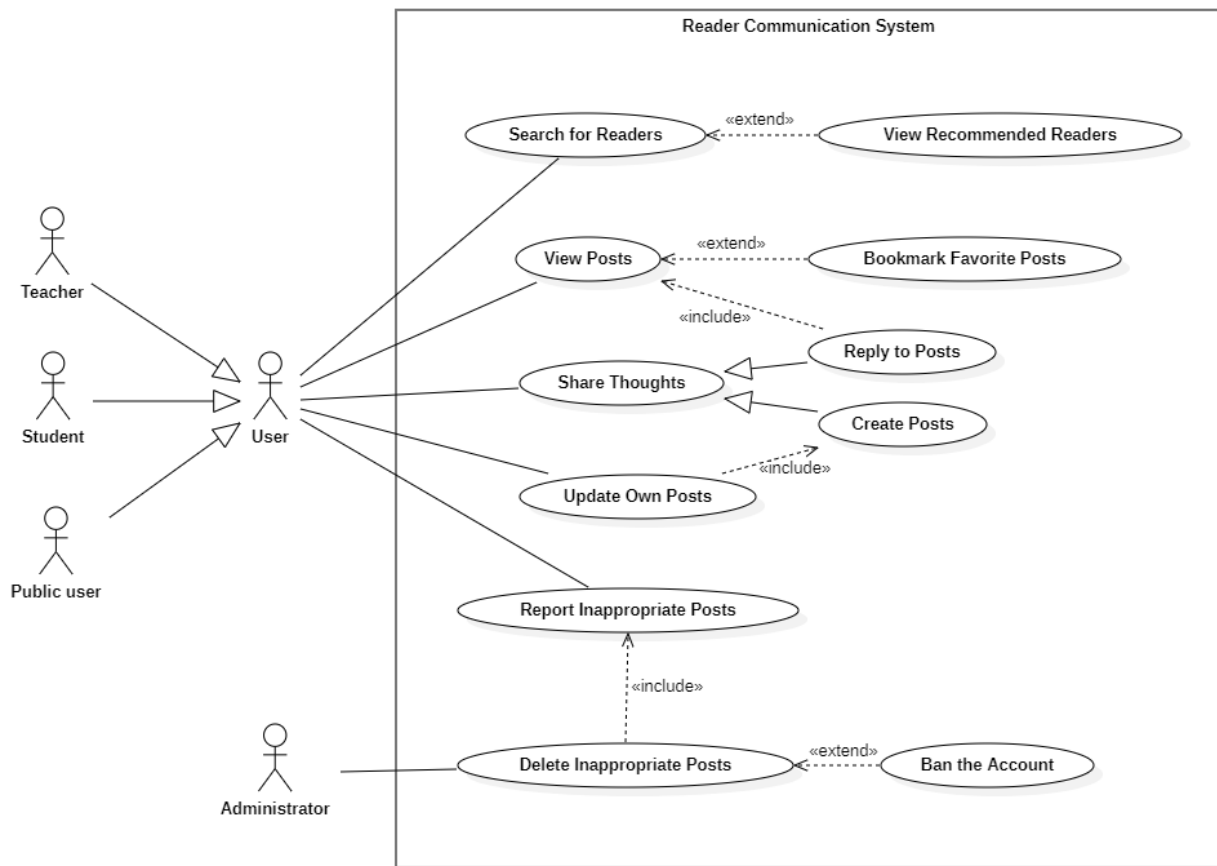 Reader Communication System
Search for Readers
«extend»
View Recommended Readers
Teacher
View Posts
«extend»
Bookmark Favorite Posts
«include»
Reply to Posts
Student
User
Share Thoughts
Create Posts
«include»
Update Own Posts
Public user
Report Inappropriate Posts
«include»
Administrator
Delete Inappropriate Posts
«extend»
Ban the Account